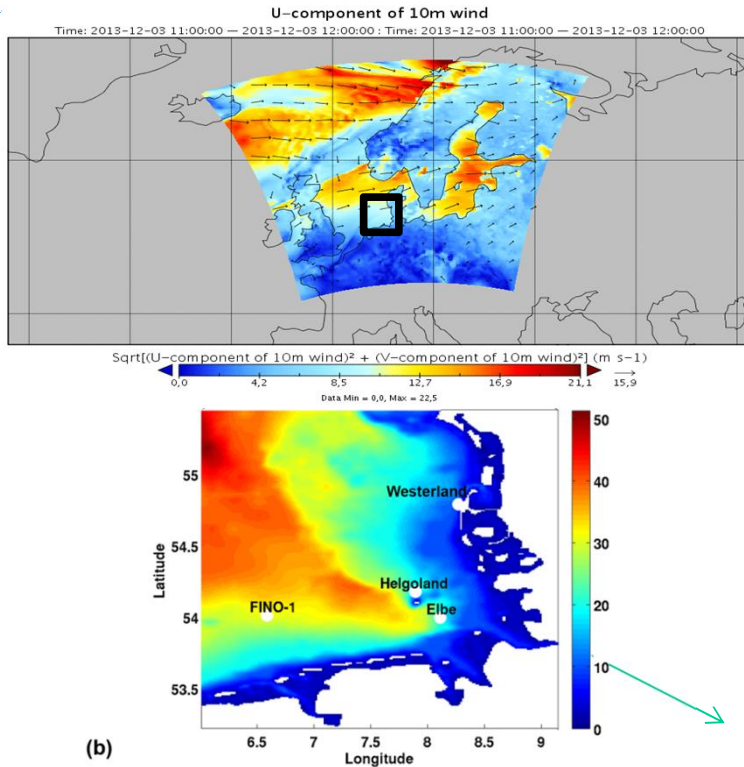 U-component of 10m wind
Time: 2013-12-03 11:00:00 — 2013-12-03 12:00:00 : Time: 2013-12-03 11:00:00 — 2013-12-03 12:00:00
Sqrt[(U-component of 10m wind)² + (V-component of 10m wind)²] (m s-1)
0,0 4,2 8,5 12,7 16,9 21,1 15,9
Data Min = 0,0, Max = 22,5
50
55
Westerland
40
54.5
Latitude
30
Helgoland
FINO-1
Elbe
54
20
53.5
10
0
6.5 7 7.5 8 8.5 9
(b)
Longitude